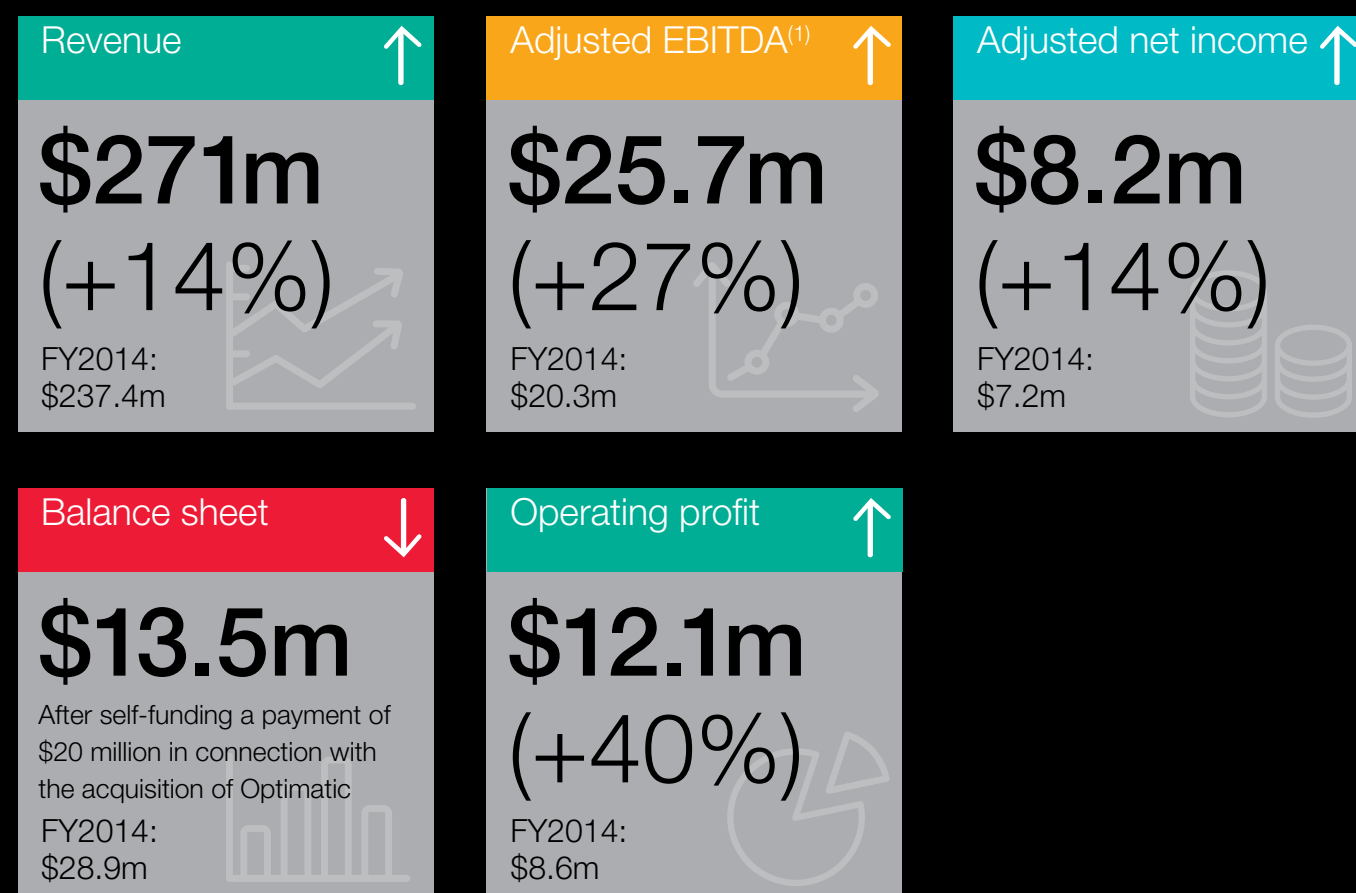 Revenue
$271m
(+14%)
FY2014:
$237.4m
Adjusted EBITDA(1)
$25.7m
(+27%)
FY2014:
$20.3m
Adjusted net income
$8.2m
(+14%)
FY2014:
$7.2m
Balance sheet
$13.5m
After self-funding a payment of
$20 million in connection with
the acquisition of Optimatic
FY2014:
$28.9m
Operating profit
$12.1m
(+40%)
FY2014:
$8.6m